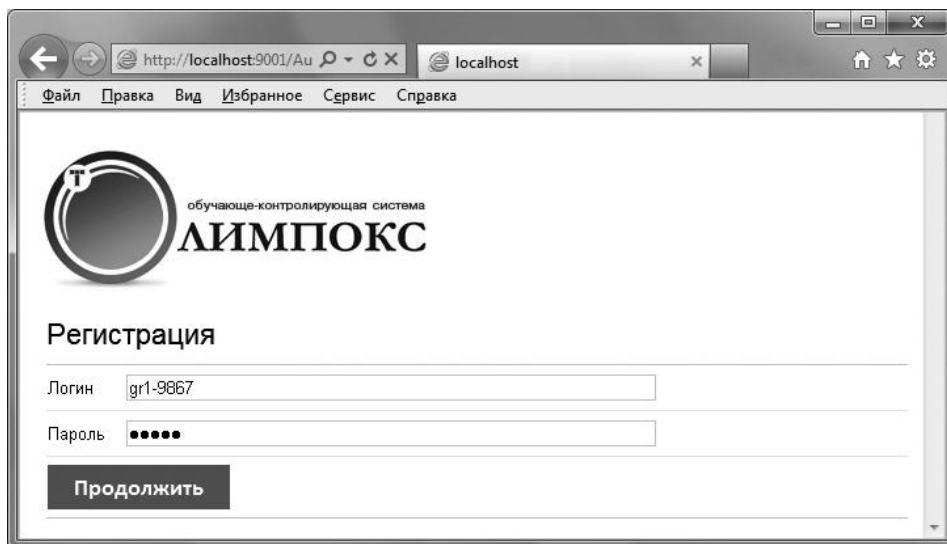 http://localhost:9001/Au
localhost
Файл Правка Вид Избранное Сервис Справка
Т
обучающе-контролирующая система
ЛИМПОКС
Регистрация
Логин gr1-9867
Пароль •••••
Продолжить